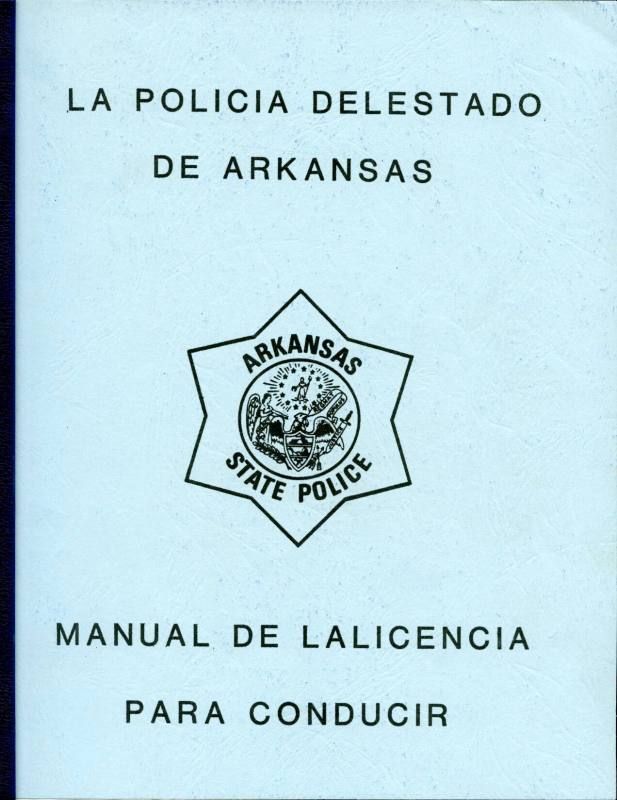 LA POLICIA DELESTADO
DE ARKANSAS
ARKANSAS
STATE POLICE
MANUAL DE LALICENCIA
PARA CONDUCIR